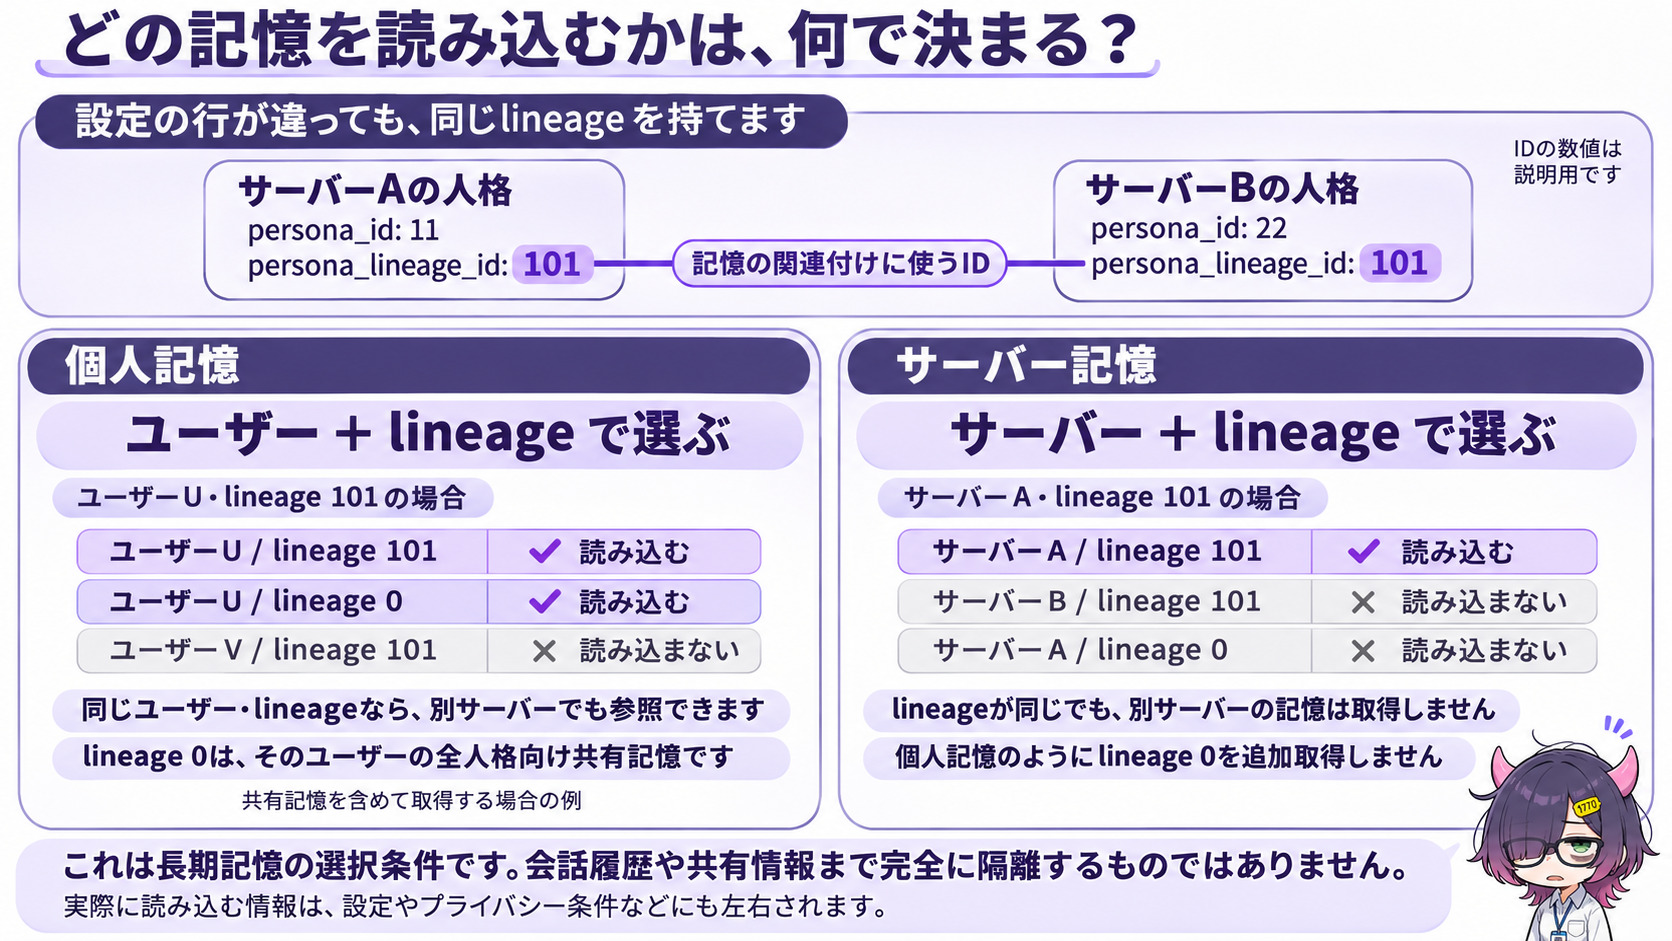 どの記憶を読み込むかは、何で決まる？
設定の行が違っても、同じlineageを持てます
IDの数値は
説明用です
サーバーAの人格
persona_id: 11
persona_lineage_id: 101
記憶の関連付けに使うID
サーバーBの人格
persona_id: 22
persona_lineage_id: 101
個人記憶
ユーザー + lineage で選ぶ
ユーザーU・lineage 101の場合
ユーザーU / lineage 101 ✓ 読み込む
ユーザーU / lineage 0 ✓ 読み込む
ユーザーV / lineage 101 × 読み込まない
同じユーザー・lineageなら、別サーバーでも参照できます
lineage 0は、そのユーザーの全人格向け共有記憶です
共有記憶を含めて取得する場合の例
サーバー記憶
サーバー + lineage で選ぶ
サーバーA・lineage 101の場合
サーバーA / lineage 101 ✓ 読み込む
サーバーB / lineage 101 × 読み込まない
サーバーA / lineage 0 × 読み込まない
lineageが同じでも、別サーバーの記憶は取得しません
個人記憶のようにlineage 0を追加取得しません
1770
これは長期記憶の選択条件です。会話履歴や共有情報まで完全に隔離するものではありません。
実際に読み込む情報は、設定やプライバシー条件などにも左右されます。